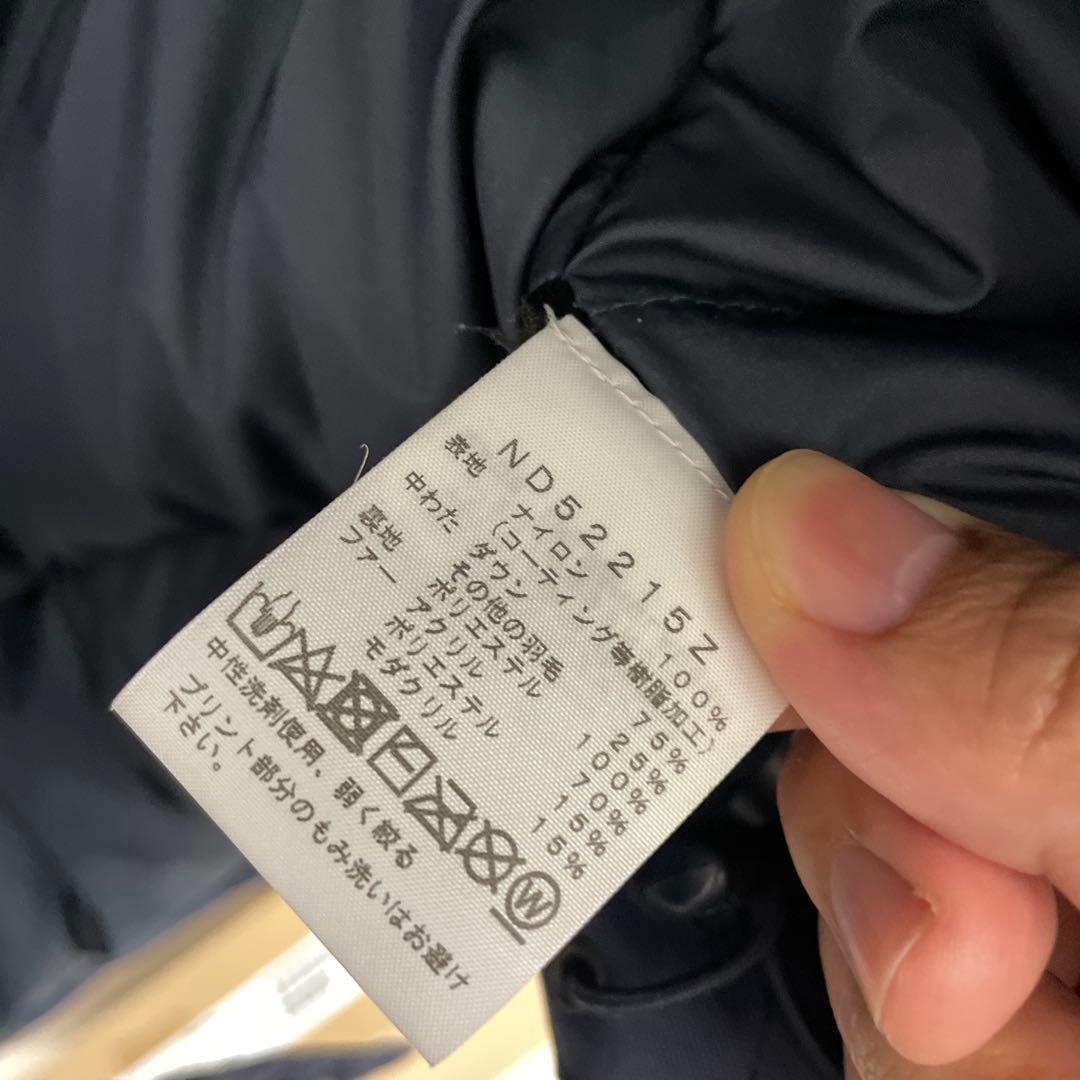 ND52215Z
表地 ナイロン 100%
(コーティング等樹脂加工)
中わた ダウン 75%
その他の羽毛 25%
裏地 ポリエステル 100%
ファー アクリル 70%
ポリエステル 15%
モダクリル 15%
W
中性洗剤使用、弱く絞る
プリント部分のもみ洗いはお避け
下さい。